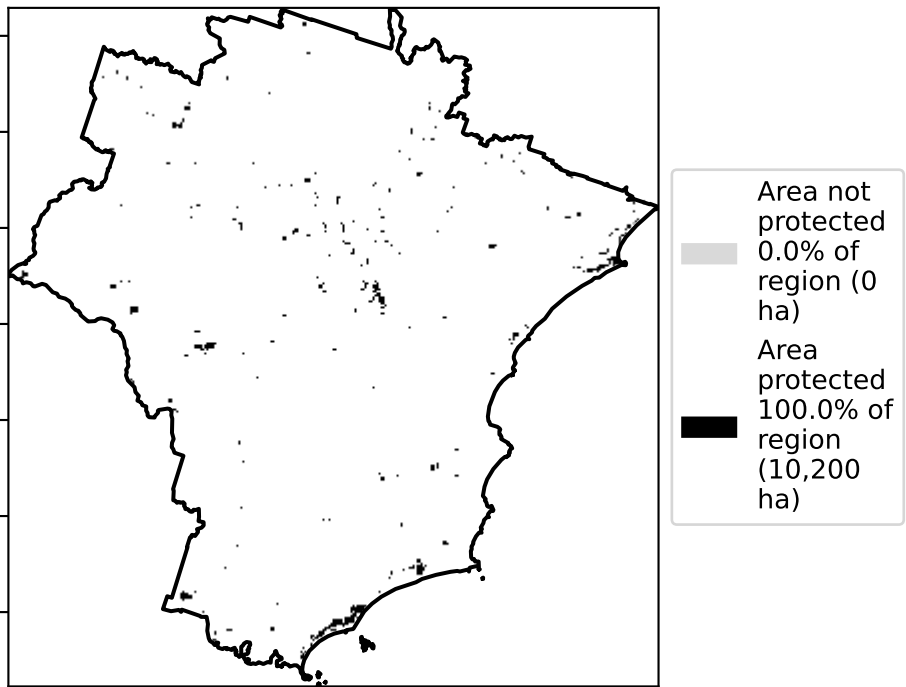 Area not
protected
0.0% of
region (0
ha)
Area
protected
100.0% of
region
(10,200
ha)